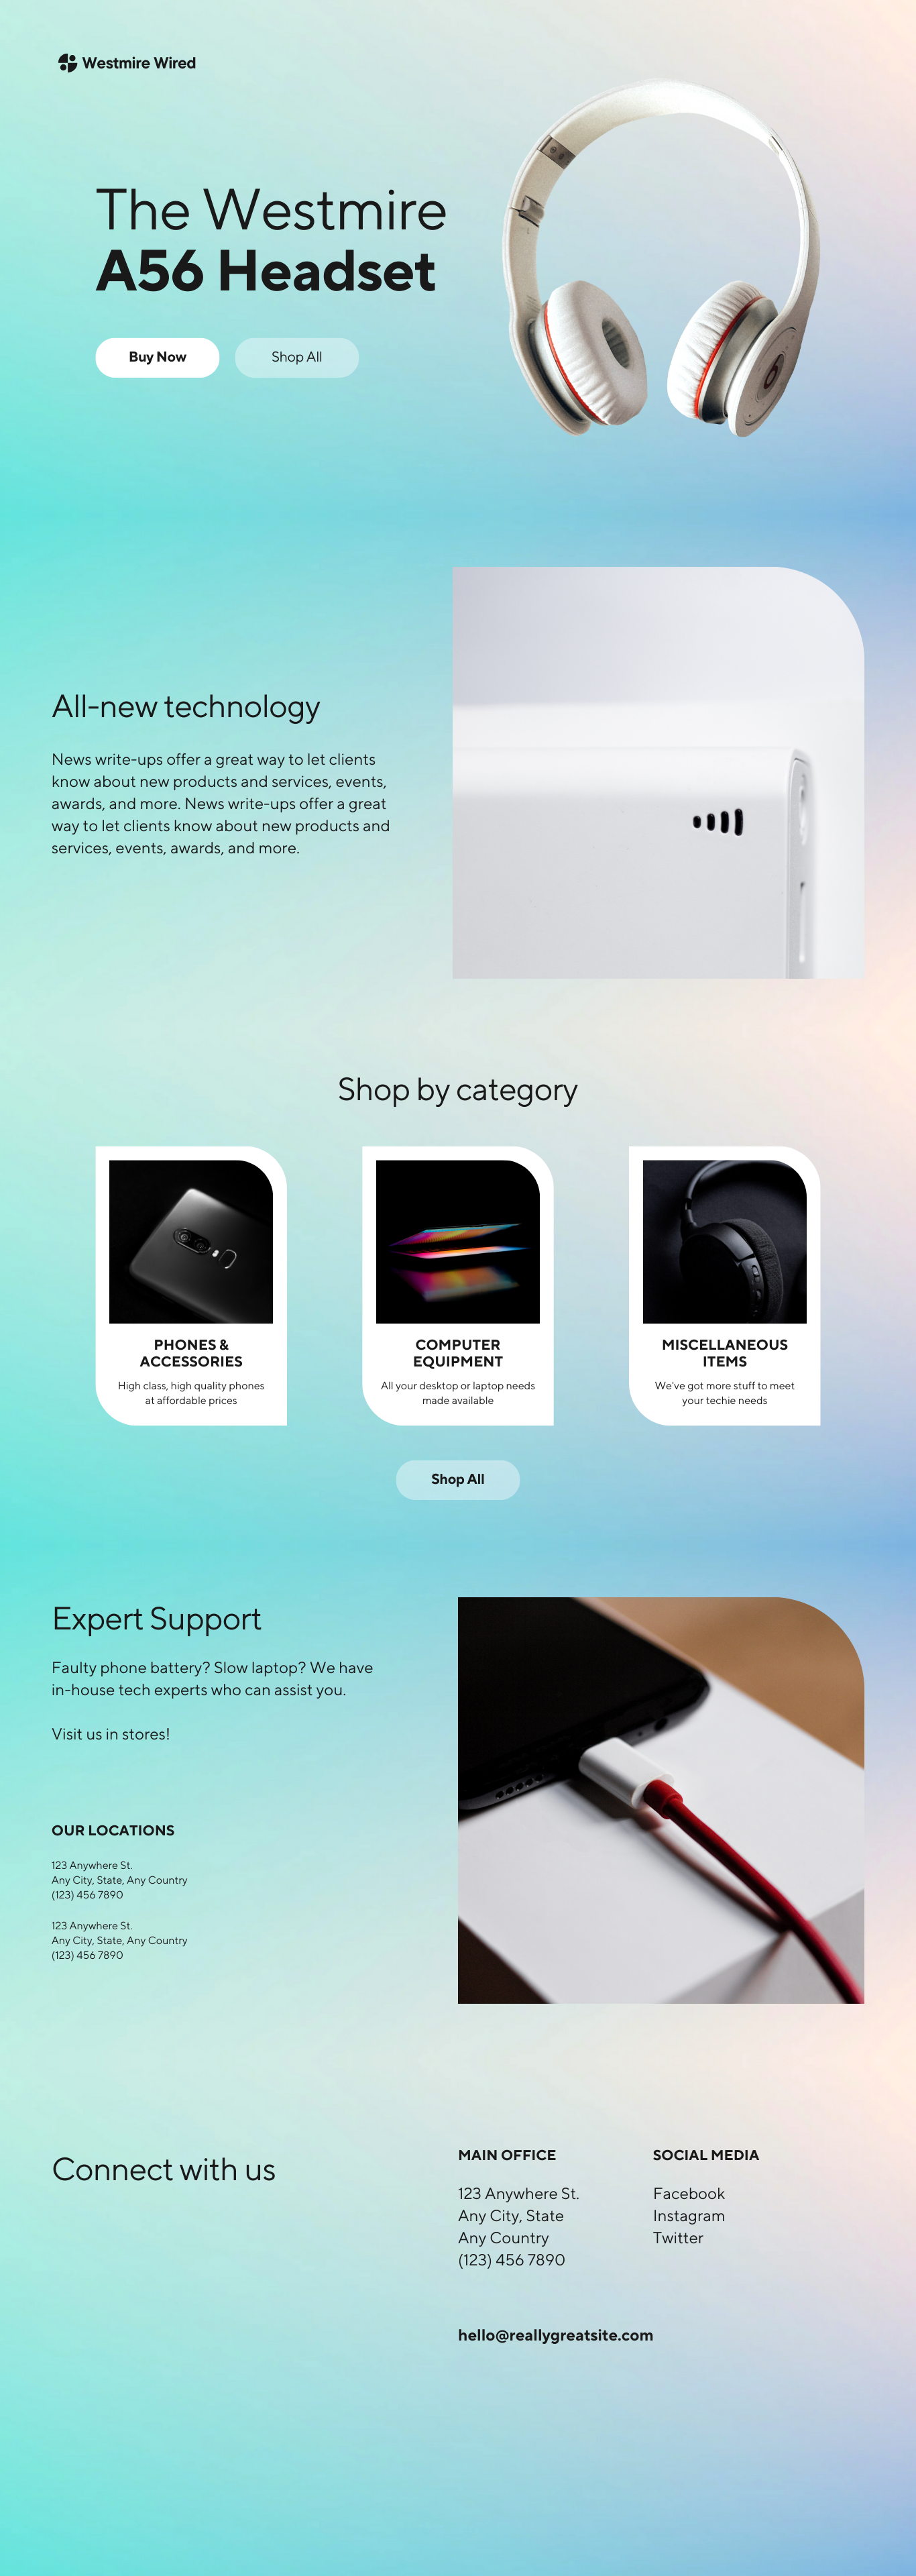 Westmire Wired
The Westmire
A56 Headset
Buy Now
Shop All
All-new technology
News write-ups offer a great way to let clients
know about new products and services, events,
awards, and more. News write-ups offer a great
way to let clients know about new products and
services, events, awards, and more.
Shop by category
PHONES &
ACCESSORIES
High class, high quality phones
at affordable prices
COMPUTER
EQUIPMENT
All your desktop or laptop needs
made available
MISCELLANEOUS
ITEMS
We've got more stuff to meet
your techie needs
Shop All
Expert Support
Faulty phone battery? Slow laptop? We have
in-house tech experts who can assist you.
Visit us in stores!
OUR LOCATIONS
123 Anywhere St.
Any City, State, Any Country
(123) 456 7890
123 Anywhere St.
Any City, State, Any Country
(123) 456 7890
Connect with us
MAIN OFFICE
123 Anywhere St.
Any City, State
Any Country
(123) 456 7890
SOCIAL MEDIA
Facebook
Instagram
Twitter
hello@reallygreatsite.com